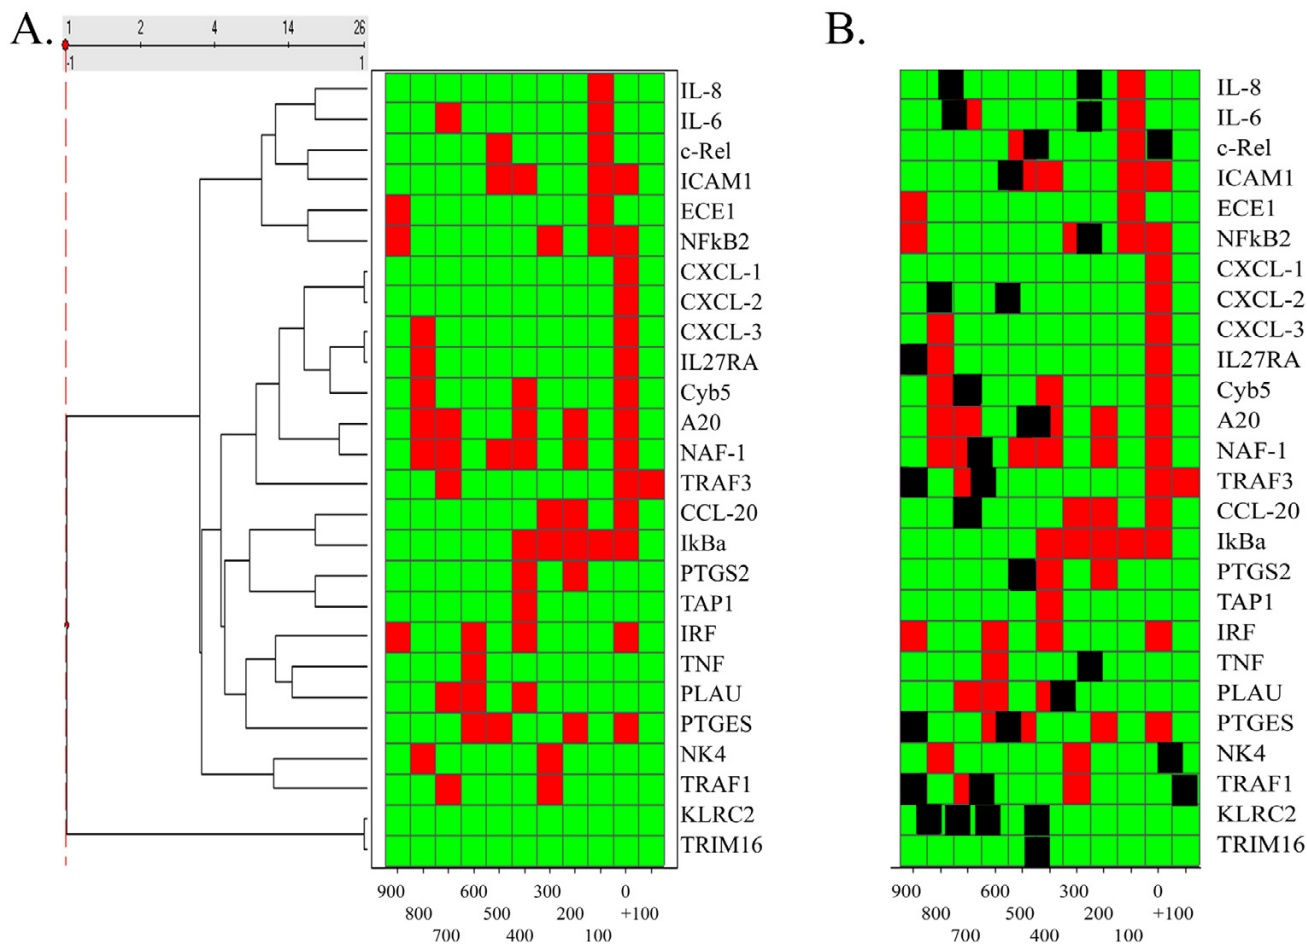 A.
1 2 4 14 26
-1 1
IL-8
IL-6
c-Rel
ICAM1
ECE1
NFkB2
CXCL-1
CXCL-2
CXCL-3
IL27RA
Cyb5
A20
NAF-1
TRAF3
CCL-20
IkBa
PTGS2
TAP1
IRF
TNF
PLAU
PTGES
NK4
TRAF1
KLRC2
TRIM16
900 600 300 0
800 500 200 +100
700 400 100
B.
IL-8
IL-6
c-Rel
ICAM1
ECE1
NFkB2
CXCL-1
CXCL-2
CXCL-3
IL27RA
Cyb5
A20
NAF-1
TRAF3
CCL-20
IkBa
PTGS2
TAP1
IRF
TNF
PLAU
PTGES
NK4
TRAF1
KLRC2
TRIM16
900 600 300 0
800 500 200 +100
700 400 100